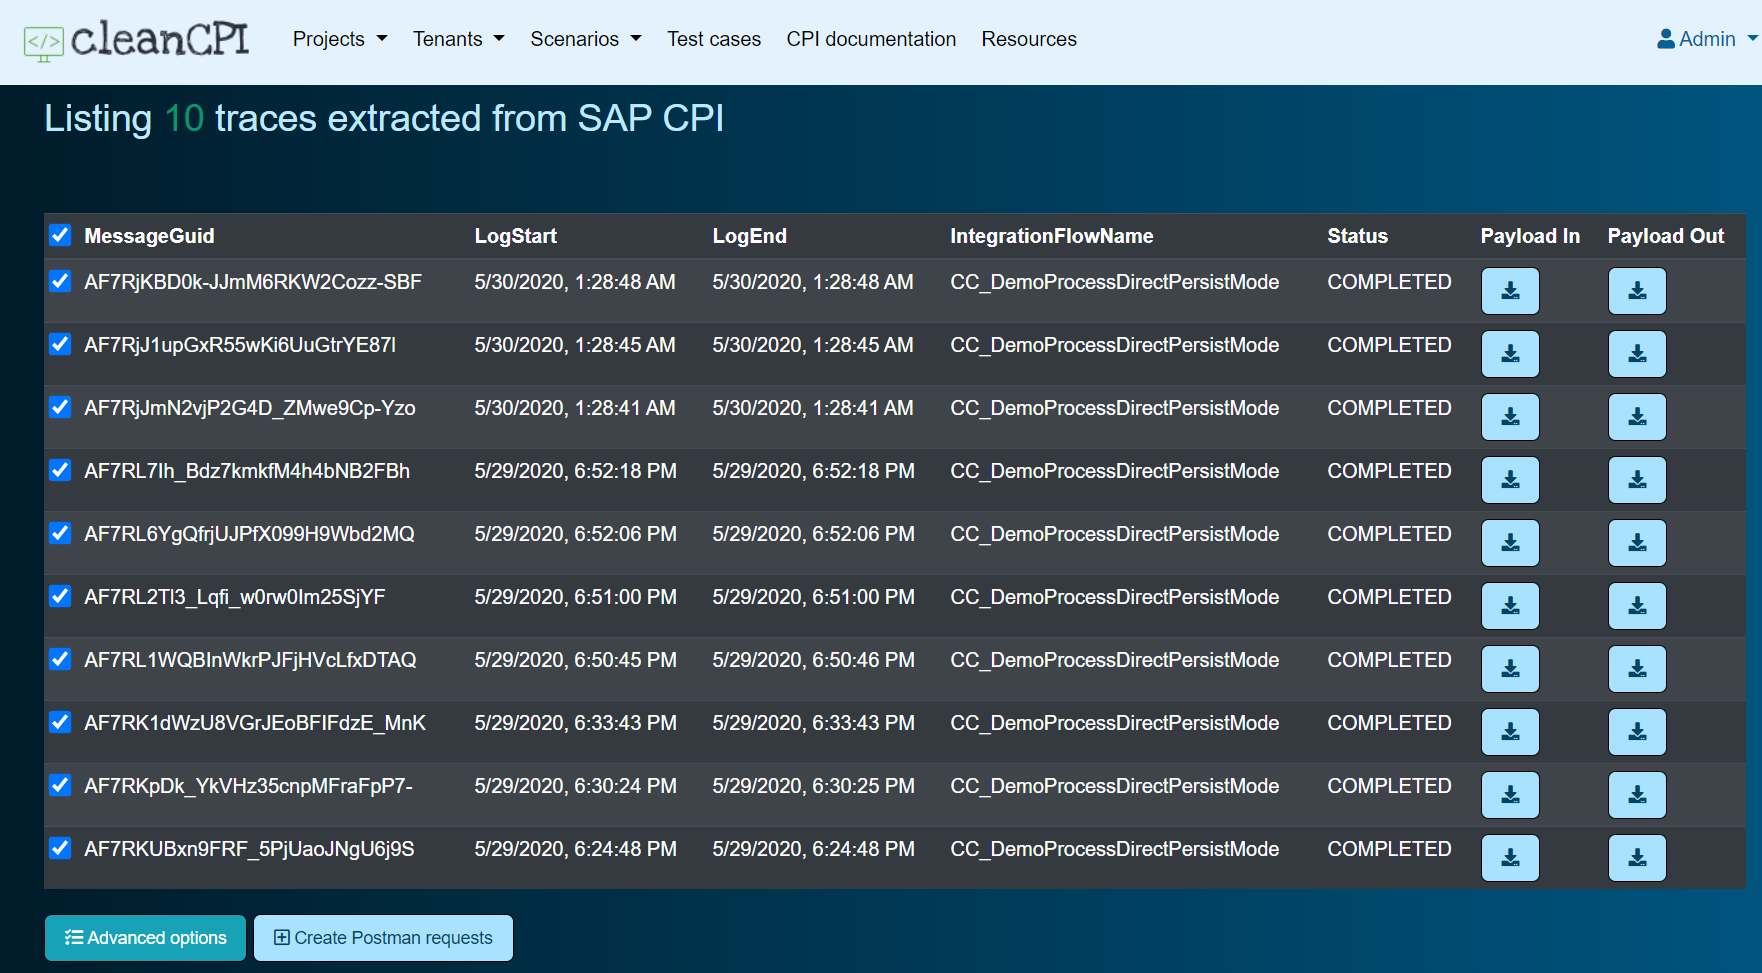 </> cleanCPI Projects Tenants Scenarios Test cases CPI documentation Resources Admin
Listing 10 traces extracted from SAP CPI
MessageGuid LogStart LogEnd IntegrationFlowName Status Payload In Payload Out
AF7RjKBD0k-JJmM6RKW2Cozz-SBF 5/30/2020, 1:28:48 AM 5/30/2020, 1:28:48 AM CC_DemoProcessDirectPersistMode COMPLETED
AF7RjJ1upGxR55wKi6UuGtrYE87l 5/30/2020, 1:28:45 AM 5/30/2020, 1:28:45 AM CC_DemoProcessDirectPersistMode COMPLETED
AF7RjJmN2vjP2G4D_ZMwe9Cp-Yzo 5/30/2020, 1:28:41 AM 5/30/2020, 1:28:41 AM CC_DemoProcessDirectPersistMode COMPLETED
AF7RL7Ih_Bdz7kmkfM4h4bNB2FBh 5/29/2020, 6:52:18 PM 5/29/2020, 6:52:18 PM CC_DemoProcessDirectPersistMode COMPLETED
AF7RL6YgQfrjUJPfX099H9Wbd2MQ 5/29/2020, 6:52:06 PM 5/29/2020, 6:52:06 PM CC_DemoProcessDirectPersistMode COMPLETED
AF7RL2Tl3_Lqfi_w0rw0Im25SjYF 5/29/2020, 6:51:00 PM 5/29/2020, 6:51:00 PM CC_DemoProcessDirectPersistMode COMPLETED
AF7RL1WQBInWkrPJFjHVcLfxDTAQ 5/29/2020, 6:50:45 PM 5/29/2020, 6:50:46 PM CC_DemoProcessDirectPersistMode COMPLETED
AF7RK1dWzU8VGrJEoBFIFdzE_MnK 5/29/2020, 6:33:43 PM 5/29/2020, 6:33:43 PM CC_DemoProcessDirectPersistMode COMPLETED
AF7RKpDk_YkVHz35cnpMFraFpP7- 5/29/2020, 6:30:24 PM 5/29/2020, 6:30:25 PM CC_DemoProcessDirectPersistMode COMPLETED
AF7RKUBxn9FRF_5PjUaoJNgU6j9S 5/29/2020, 6:24:48 PM 5/29/2020, 6:24:48 PM CC_DemoProcessDirectPersistMode COMPLETED
Advanced options Create Postman requests